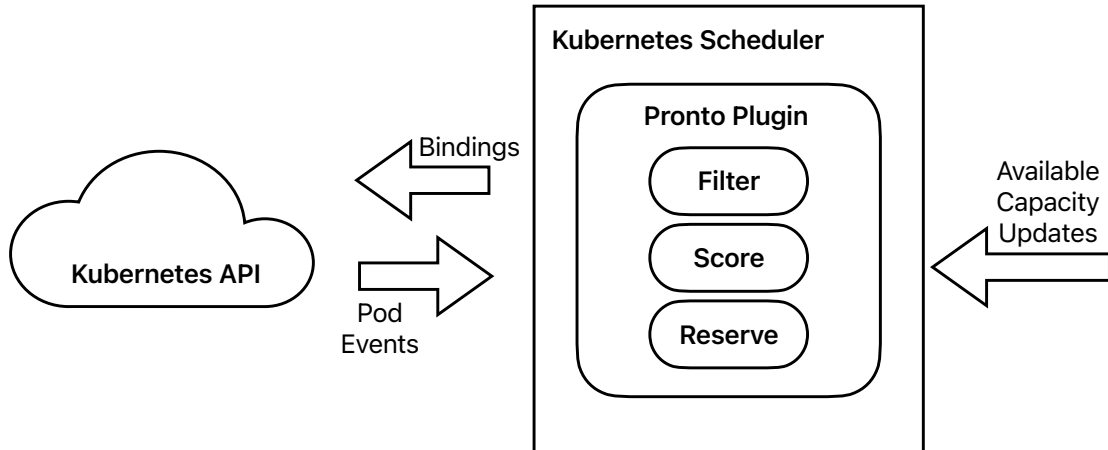 Kubernetes Scheduler
Pronto Plugin
Filter
Score
Reserve
Bindings
Kubernetes API
Pod
Events
Available
Capacity
Updates